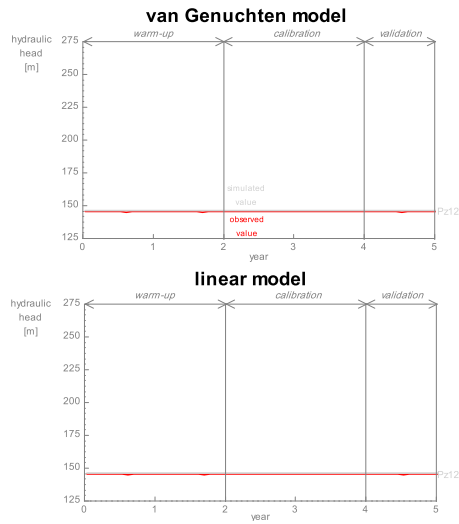 van Genuchten model
hydraulic
head
[m]
warm-up calibration validation
275
250
225
200
175
150
125
simulated
value
observed
value
Pz12
0 1 2 3 4 5
year
linear model
hydraulic
head
[m]
warm-up calibration validation
275
250
225
200
175
150
125
Pz12
0 1 2 3 4 5
year